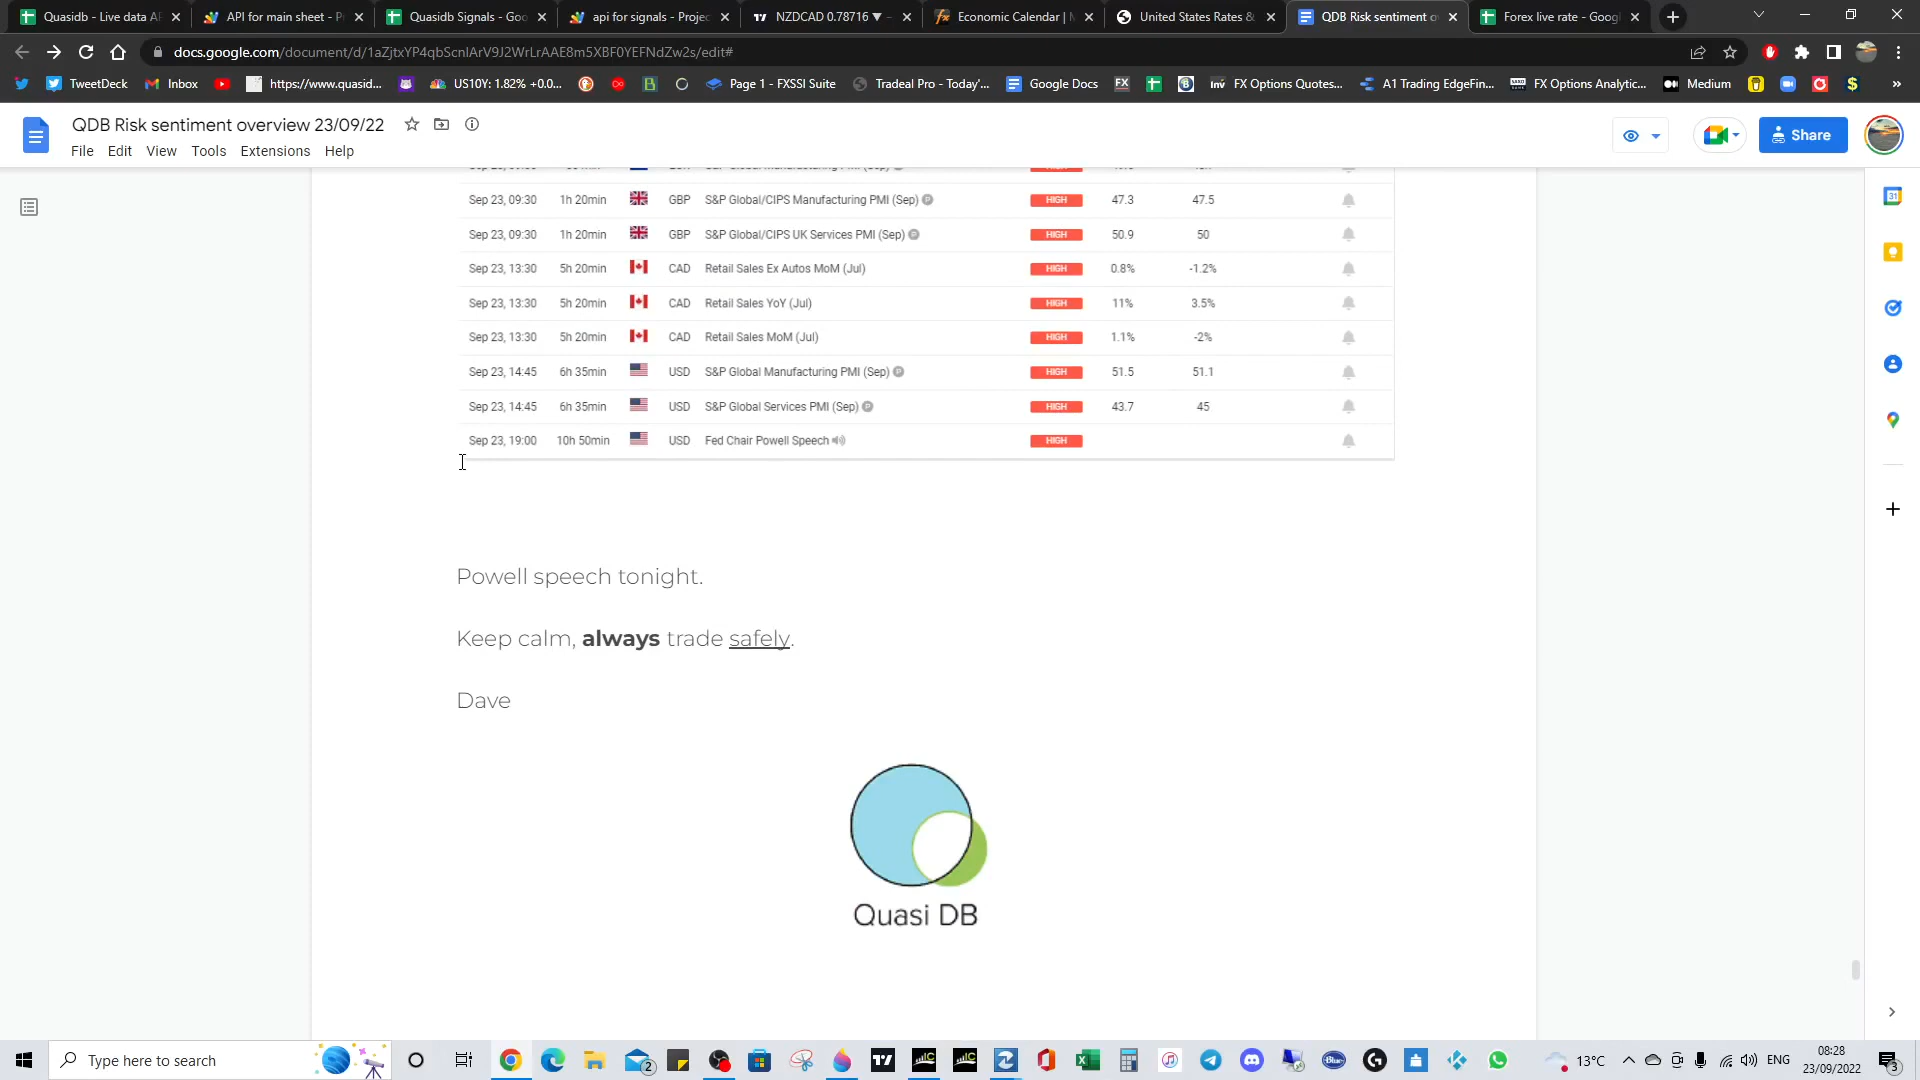 Quasidb - Live data AP
API for main sheet - Pr
Quasidb Signals - Goo
api for signals - Projec
NZDCAD 0.78716 ▼ -
Economic Calendar | M
United States Rates &
QDB Risk sentiment o
Forex live rate - Googl
docs.google.com/document/d/1aZjtxYP4qbScnlArV9J2WrLrAAE8m5XBF0YEFNdZw2s/edit#
TweetDeck
Inbox
https://www.quasid...
US10Y: 1.82% +0.0...
Page 1 - FXSSI Suite
Tradeal Pro - Today'...
Google Docs
FX Options Quotes...
A1 Trading EdgeFin...
FX Options Analytic...
Medium
»
QDB Risk sentiment overview 23/09/22
Share
File Edit View Tools Extensions Help
Sep 23, 09:30 1h 20min GBP S&P Global/CIPS Manufacturing PMI (Sep) P HIGH 47.3 47.5
Sep 23, 09:30 1h 20min GBP S&P Global/CIPS UK Services PMI (Sep) P HIGH 50.9 50
Sep 23, 13:30 5h 20min CAD Retail Sales Ex Autos MoM (Jul) HIGH 0.8% -1.2%
Sep 23, 13:30 5h 20min CAD Retail Sales YoY (Jul) HIGH 11% 3.5%
Sep 23, 13:30 5h 20min CAD Retail Sales MoM (Jul) HIGH 1.1% -2%
Sep 23, 14:45 6h 35min USD S&P Global Manufacturing PMI (Sep) P HIGH 51.5 51.1
Sep 23, 14:45 6h 35min USD S&P Global Services PMI (Sep) P HIGH 43.7 45
Sep 23, 19:00 10h 50min USD Fed Chair Powell Speech HIGH
Powell speech tonight.
Keep calm, always trade safely.
Dave
Quasi DB
Type here to search
13°C
ENG
08:28
23/09/2022